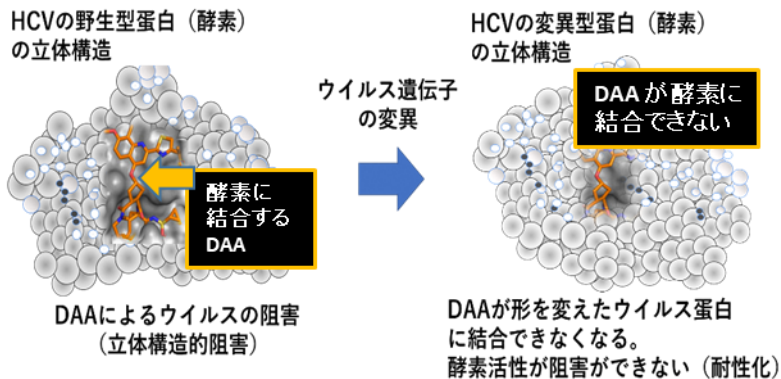 HCVの野生型蛋白（酵素）
の立体構造
酵素に
結合する
DAA
DAAによるウイルスの阻害
（立体構造的阻害）
ウイルス遺伝子
の変異
HCVの変異型蛋白（酵素）
の立体構造
DAAが酵素に
結合できない
DAAが形を変えたウイルス蛋白
に結合できなくなる。
酵素活性が阻害ができない（耐性化）